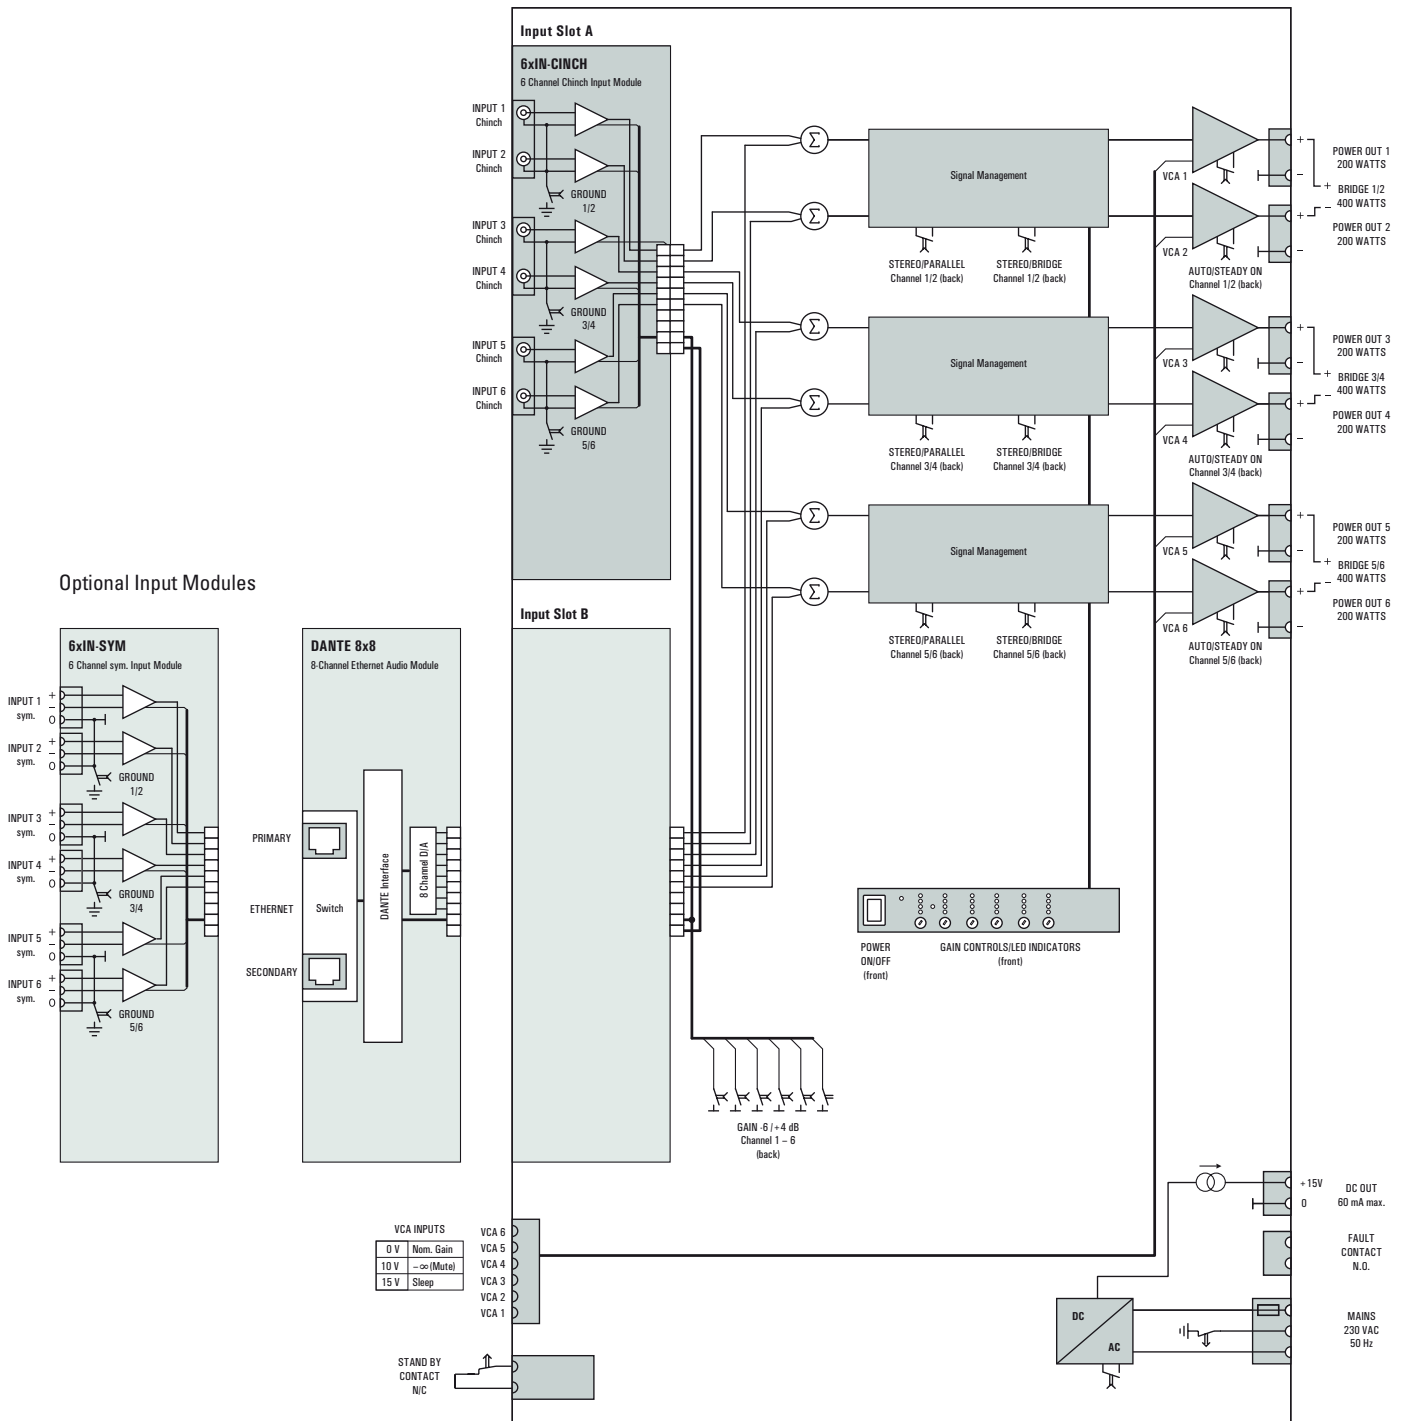 Input Slot A
6xIN-CINCH
6 Channel Chinch Input Module
INPUT 1
Chinch
INPUT 2
Chinch
GROUND
1/2
INPUT 3
Chinch
INPUT 4
Chinch
GROUND
3/4
INPUT 5
Chinch
INPUT 6
Chinch
GROUND
5/6
Σ
Σ
Σ
Σ
Σ
Σ
Signal Management
STEREO/PARALLEL
Channel 1/2 (back)
STEREO/BRIDGE
Channel 1/2 (back)
Signal Management
STEREO/PARALLEL
Channel 3/4 (back)
STEREO/BRIDGE
Channel 3/4 (back)
Signal Management
STEREO/PARALLEL
Channel 5/6 (back)
STEREO/BRIDGE
Channel 5/6 (back)
VCA 1
VCA 2
AUTO/STEADY ON
Channel 1/2 (back)
VCA 3
VCA 4
AUTO/STEADY ON
Channel 3/4 (back)
VCA 5
VCA 6
AUTO/STEADY ON
Channel 5/6 (back)
+
−
+
−
POWER OUT 1
200 WATTS
+ BRIDGE 1/2
− 400 WATTS
POWER OUT 2
200 WATTS
+
−
+
−
POWER OUT 3
200 WATTS
+ BRIDGE 3/4
− 400 WATTS
POWER OUT 4
200 WATTS
+
−
+
−
POWER OUT 5
200 WATTS
+ BRIDGE 5/6
− 400 WATTS
POWER OUT 6
200 WATTS
Optional Input Modules
6xIN-SYM
6 Channel sym. Input Module
INPUT 1
sym.
+
−
0
INPUT 2
sym.
+
−
0
GROUND
1/2
INPUT 3
sym.
+
−
0
INPUT 4
sym.
+
−
0
GROUND
3/4
INPUT 5
sym.
+
−
0
INPUT 6
sym.
+
−
0
GROUND
5/6
DANTE 8x8
8-Channel Ethernet Audio Module
PRIMARY
ETHERNET
SECONDARY
Switch
DANTE Interface
8 Channel D/A
Input Slot B
POWER
ON/OFF
(front)
GAIN CONTROLS/LED INDICATORS
(front)
GAIN -6 /+4 dB
Channel 1 – 6
(back)
VCA INPUTS
0 V Nom. Gain
10 V −∞(Mute)
15 V Sleep
VCA 6
VCA 5
VCA 4
VCA 3
VCA 2
VCA 1
STAND BY
CONTACT
N/C
+15V
0
DC OUT
60 mA max.
FAULT
CONTACT
N.O.
DC
AC
MAINS
230 VAC
50 Hz